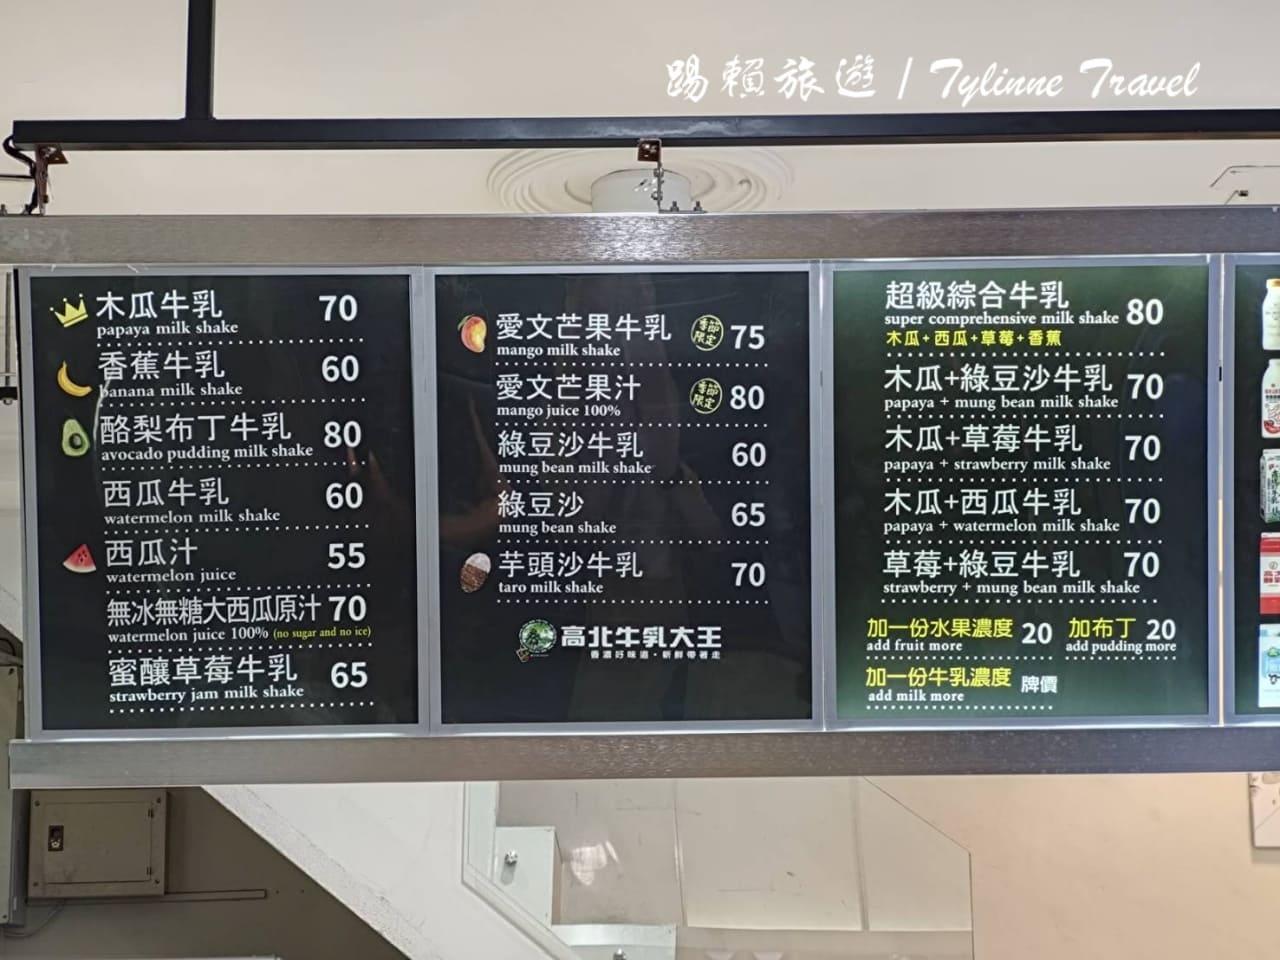 踢賴旅遊 / Tylinne Travel
木瓜牛乳 70
papaya milk shake
香蕉牛乳 60
banana milk shake
酪梨布丁牛乳 80
avocado pudding milk shake
西瓜牛乳 60
watermelon milk shake
西瓜汁 55
watermelon juice
無冰無糖大西瓜原汁 70
watermelon juice 100% (no sugar and no ice)
蜜釀草莓牛乳 65
strawberry jam milk shake
愛文芒果牛乳 季節限定 75
mango milk shake
愛文芒果汁 季節限定 80
mango juice 100%
綠豆沙牛乳 60
mung bean milk shake
綠豆沙 65
mung bean shake
芋頭沙牛乳 70
taro milk shake
高北牛乳大王
香濃好味道・新鮮帶著走
超級綜合牛乳 80
super comprehensive milk shake
木瓜+西瓜+草莓+香蕉
木瓜+綠豆沙牛乳 70
papaya + mung bean milk shake
木瓜+草莓牛乳 70
papaya + strawberry milk shake
木瓜+西瓜牛乳 70
papaya + watermelon milk shake
草莓+綠豆牛乳 70
strawberry + mung bean milk shake
加一份水果濃度 20 加布丁 20
add fruit more add pudding more
加一份牛乳濃度 牌價
add milk more